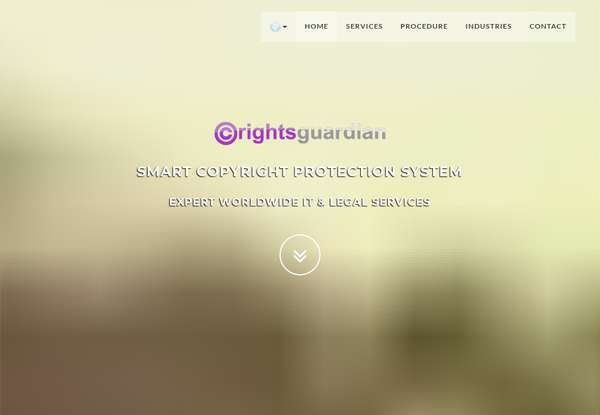 HOME SERVICES PROCEDURE INDUSTRIES CONTACT
©rightsguardian
SMART COPYRIGHT PROTECTION SYSTEM
EXPERT WORLDWIDE IT & LEGAL SERVICES